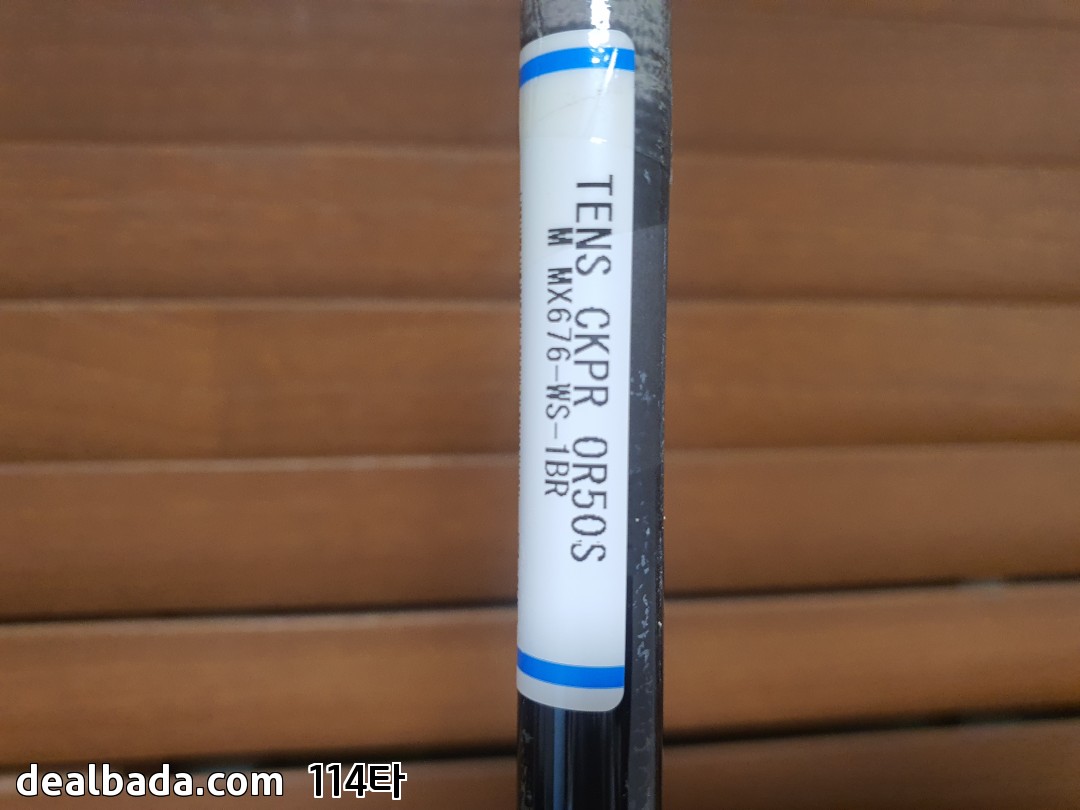 TENS CKPR OR50S
M MX676-WS-1BR
dealbada.com 114타